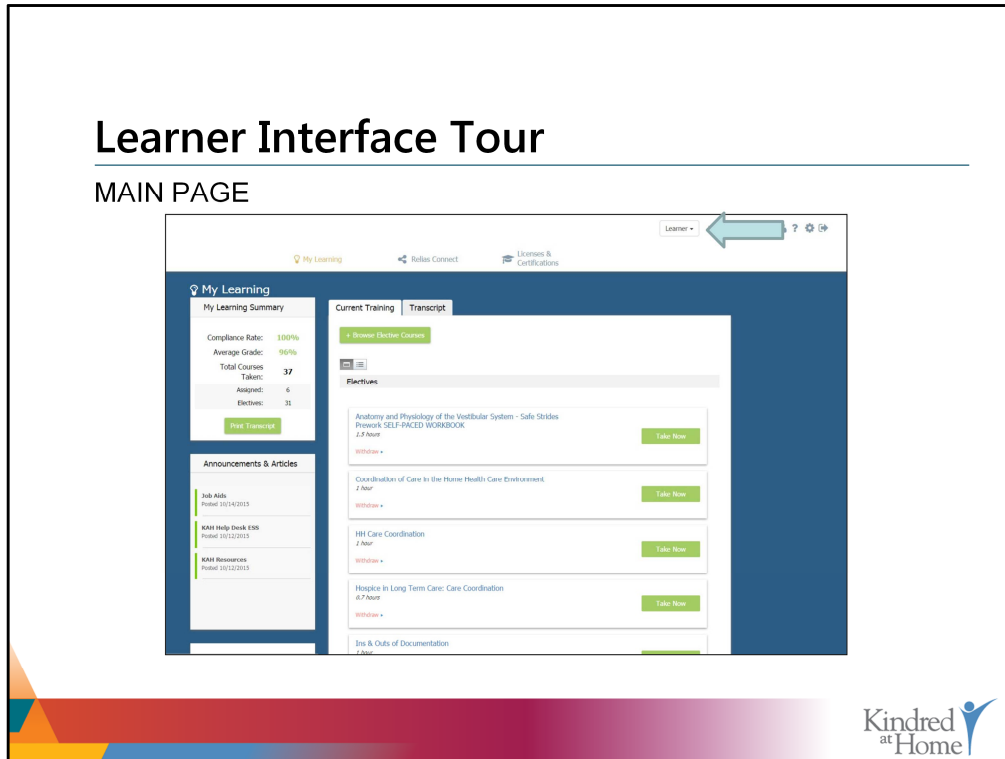 Learner Interface Tour
MAIN PAGE
Learner
?
My Learning
Relias Connect
Licenses &
Certifications
My Learning
My Learning Summary
Compliance Rate: 100%
Average Grade: 96%
Total Courses
Taken: 37
Assigned: 6
Electives: 31
Print Transcript
Announcements & Articles
Job Aids
Posted 10/14/2015
KAH Help Desk ESS
Posted 10/12/2015
KAH Resources
Posted 10/12/2015
Current Training
Transcript
+ Browse Elective Courses
Electives
Anatomy and Physiology of the Vestibular System - Safe Strides
Prework SELF-PACED WORKBOOK
1.5 hours
Take Now
Withdraw
Coordination of Care in the Home Health Care Environment
1 hour
Take Now
Withdraw
HH Care Coordination
1 hour
Take Now
Withdraw
Hospice in Long Term Care: Care Coordination
0.7 hours
Take Now
Withdraw
Ins & Outs of Documentation
1 hour
Kindred
at Home